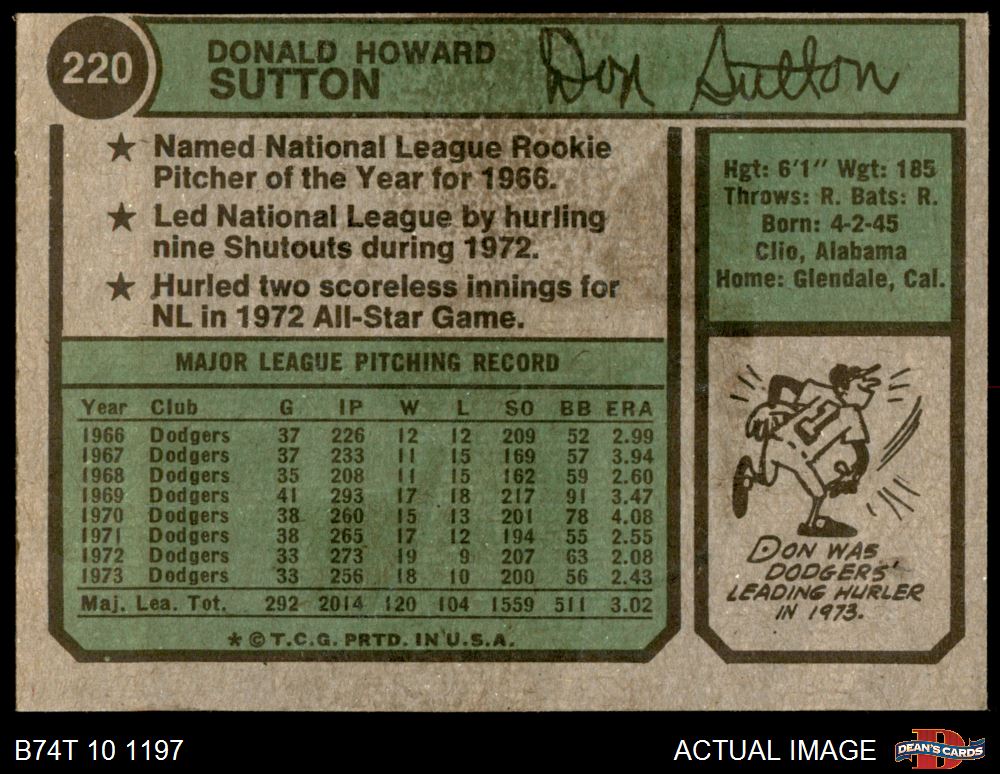 220
DONALD HOWARD
SUTTON
Don Sutton
★ Named National League Rookie
Pitcher of the Year for 1966.
★ Led National League by hurling
nine Shutouts during 1972.
★ Hurled two scoreless innings for
NL in 1972 All-Star Game.
Hgt: 6'1" Wgt: 185
Throws: R. Bats: R.
Born: 4-2-45
Clio, Alabama
Home: Glendale, Cal.
MAJOR LEAGUE PITCHING RECORD
Year Club G IP W L SO BB ERA
1966 Dodgers 37 226 12 12 209 52 2.99
1967 Dodgers 37 233 11 15 169 57 3.94
1968 Dodgers 35 208 11 15 162 59 2.60
1969 Dodgers 41 293 17 18 217 91 3.47
1970 Dodgers 38 260 15 13 201 78 4.08
1971 Dodgers 38 265 17 12 194 55 2.55
1972 Dodgers 33 273 19 9 207 63 2.08
1973 Dodgers 33 256 18 10 200 56 2.43
Maj. Lea. Tot. 292 2014 120 104 1559 511 3.02
* © T.C.G. PRTD. IN U.S.A.
DON WAS
DODGERS'
LEADING HURLER
IN 1973.
B74T 10 1197
ACTUAL IMAGE
D
DEAN'S CARDS